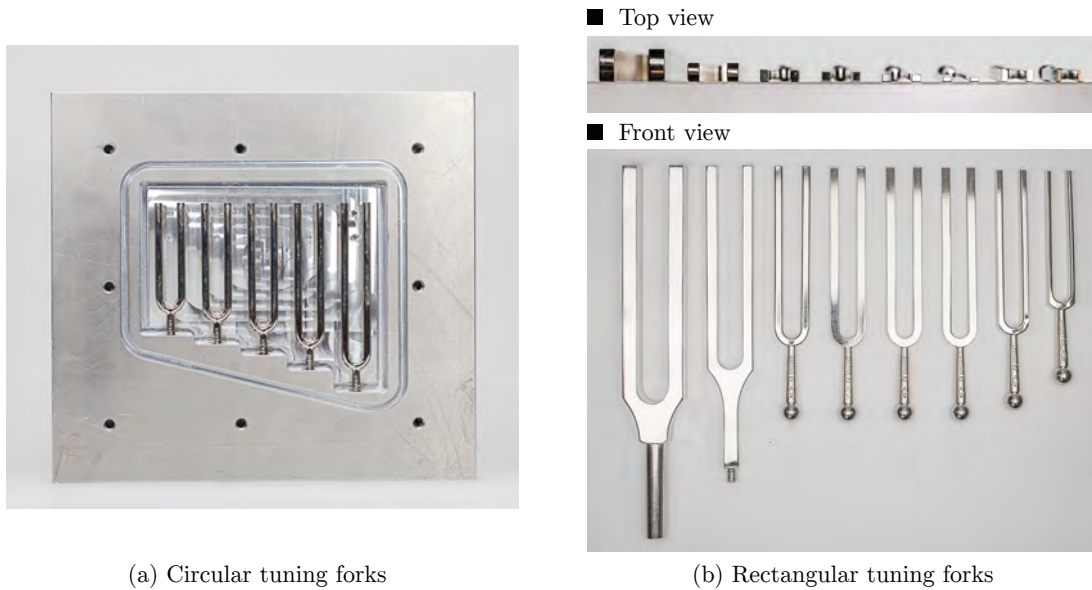 ■ Top view
■ Front view
(a) Circular tuning forks
(b) Rectangular tuning forks